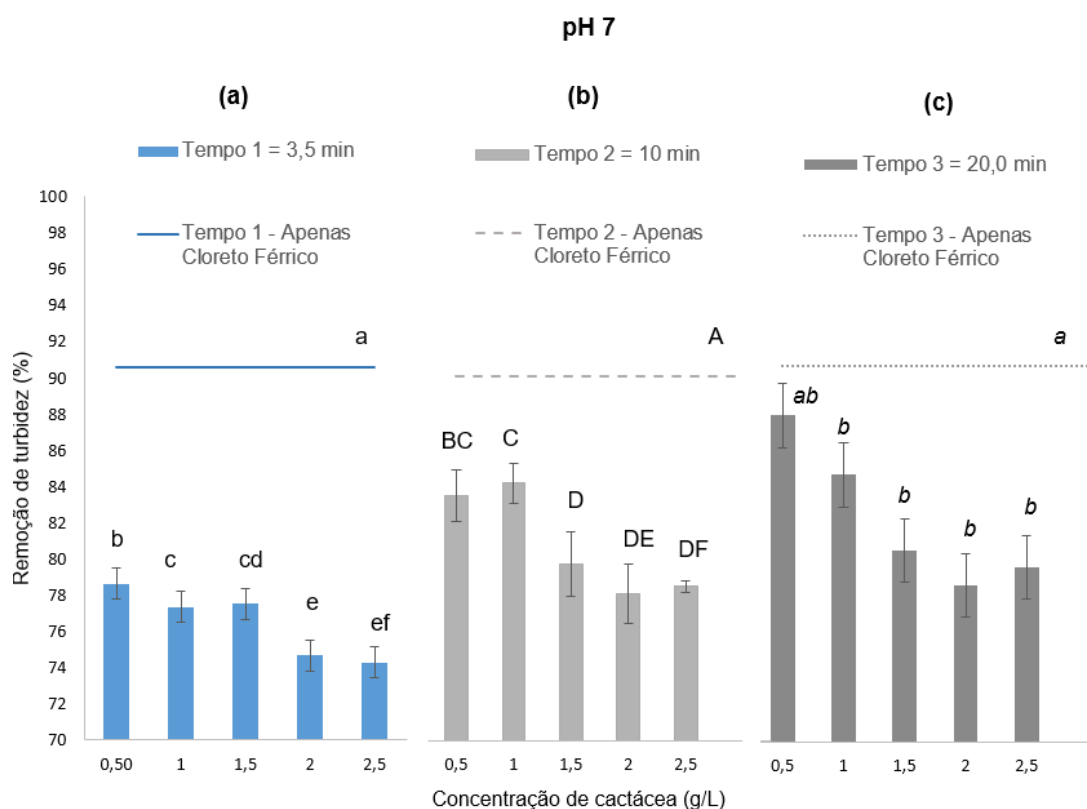 pH 7
(a)
(b)
(c)
Tempo 1 = 3,5 min
Tempo 2 = 10 min
Tempo 3 = 20,0 min
Tempo 1 - Apenas
Cloreto Férrico
Tempo 2 - Apenas
Cloreto Férrico
Tempo 3 - Apenas
Cloreto Férrico
Remoção de turbidez (%)
100
98
96
94
92
90
88
86
84
82
80
78
76
74
72
70
a
b
c
cd
e
ef
0,50 1 1,5 2 2,5
A
BC
C
D
DE
DF
0,5 1 1,5 2 2,5
a
ab
b
b
b
b
0,5 1 1,5 2 2,5
Concentração de cactácea (g/L)